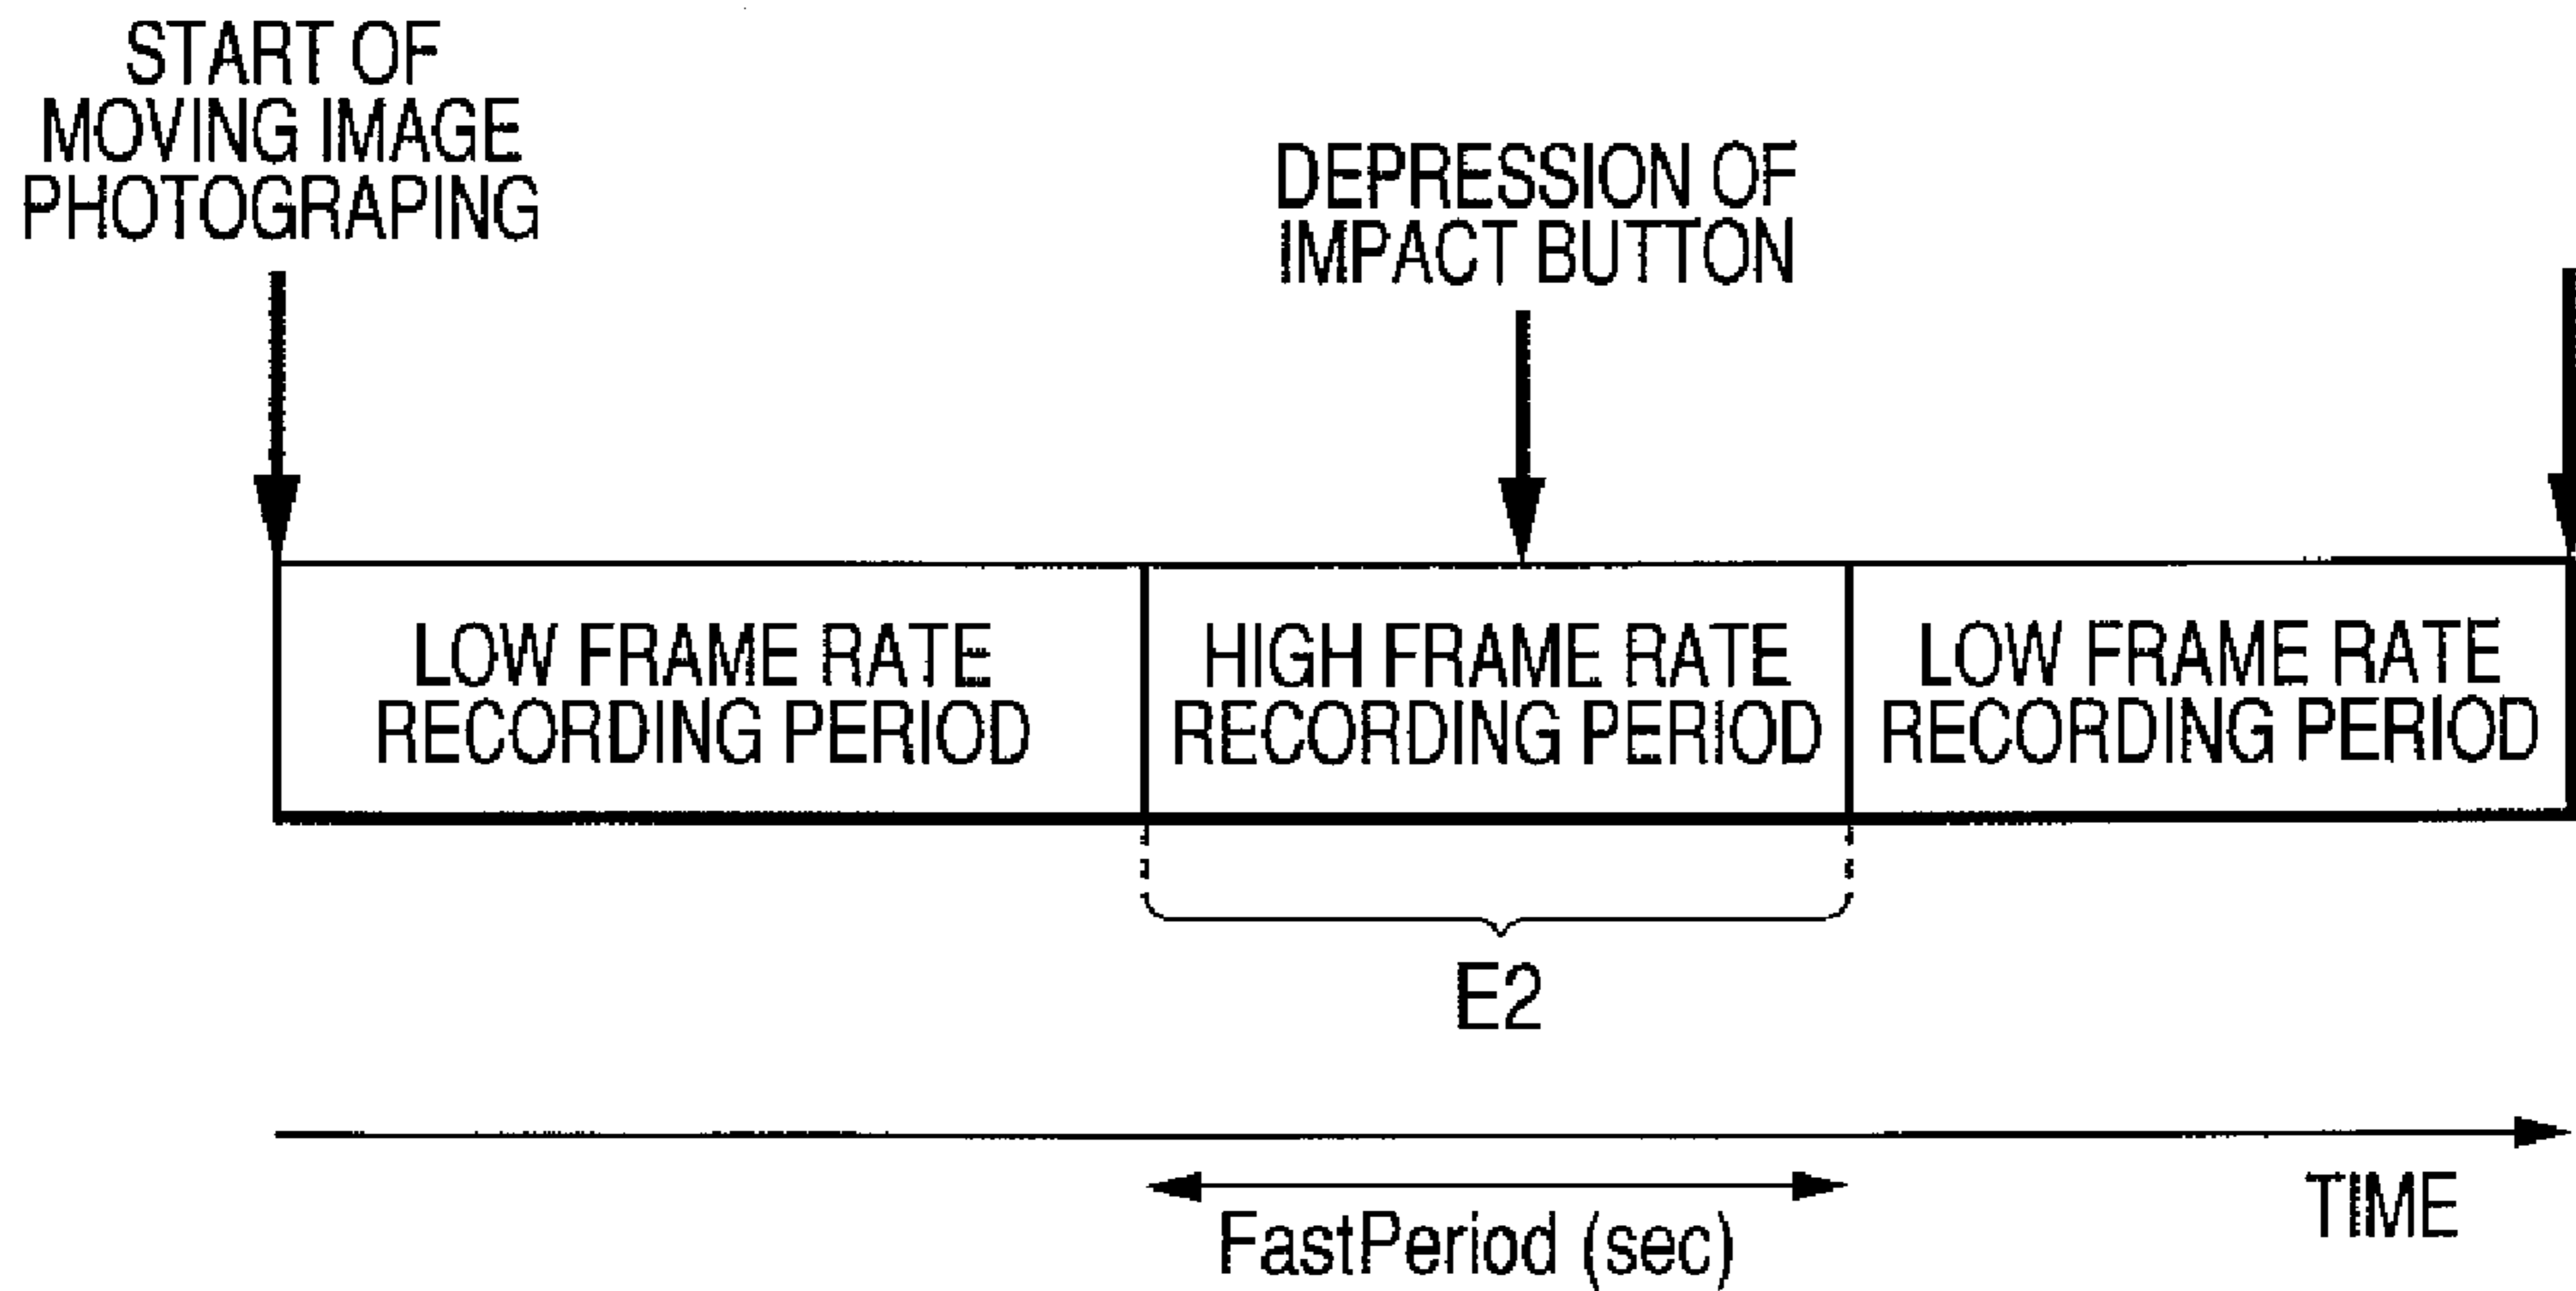 START OF
MOVING IMAGE
PHOTOGRAPING
DEPRESSION OF
IMPACT BUTTON
LOW FRAME RATE
RECORDING PERIOD
HIGH FRAME RATE
RECORDING PERIOD
LOW FRAME RATE
RECORDING PERIOD
E2
TIME
FastPeriod (sec)